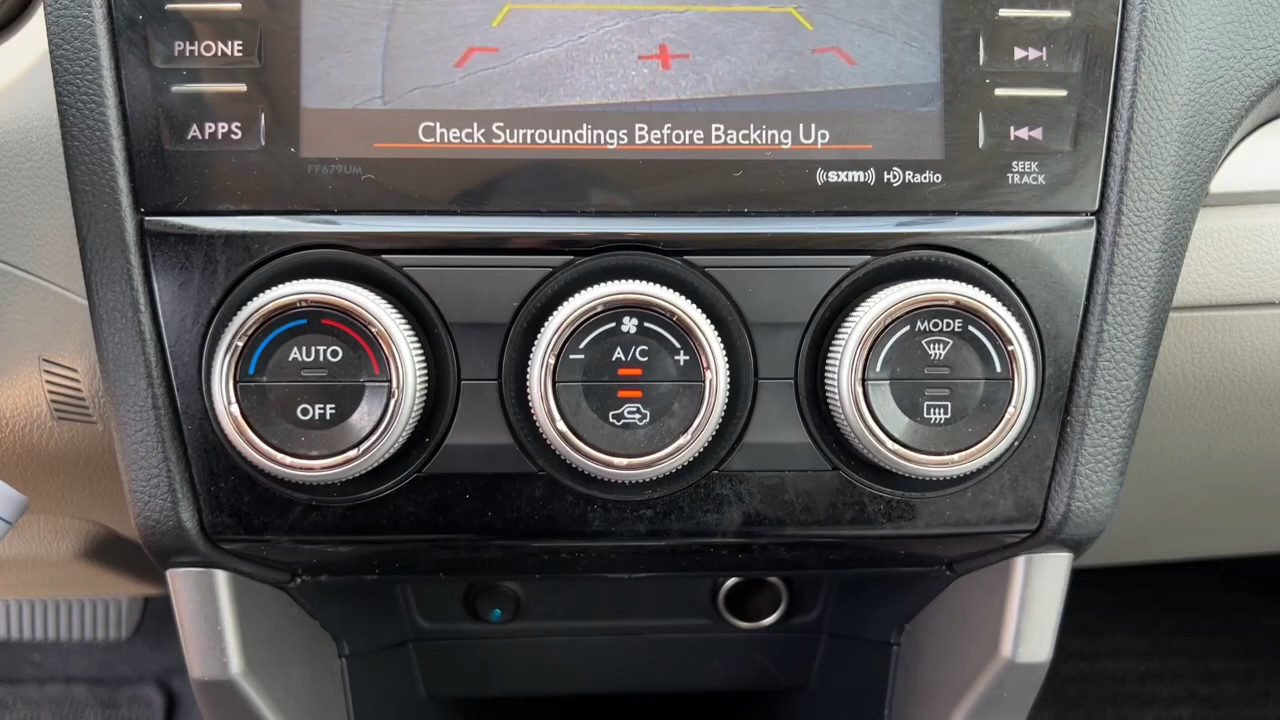 PHONE
APPS
Check Surroundings Before Backing Up
FF679UM
((sxm)) HD Radio
SEEK
TRACK
AUTO
OFF
- +
A/C
MODE